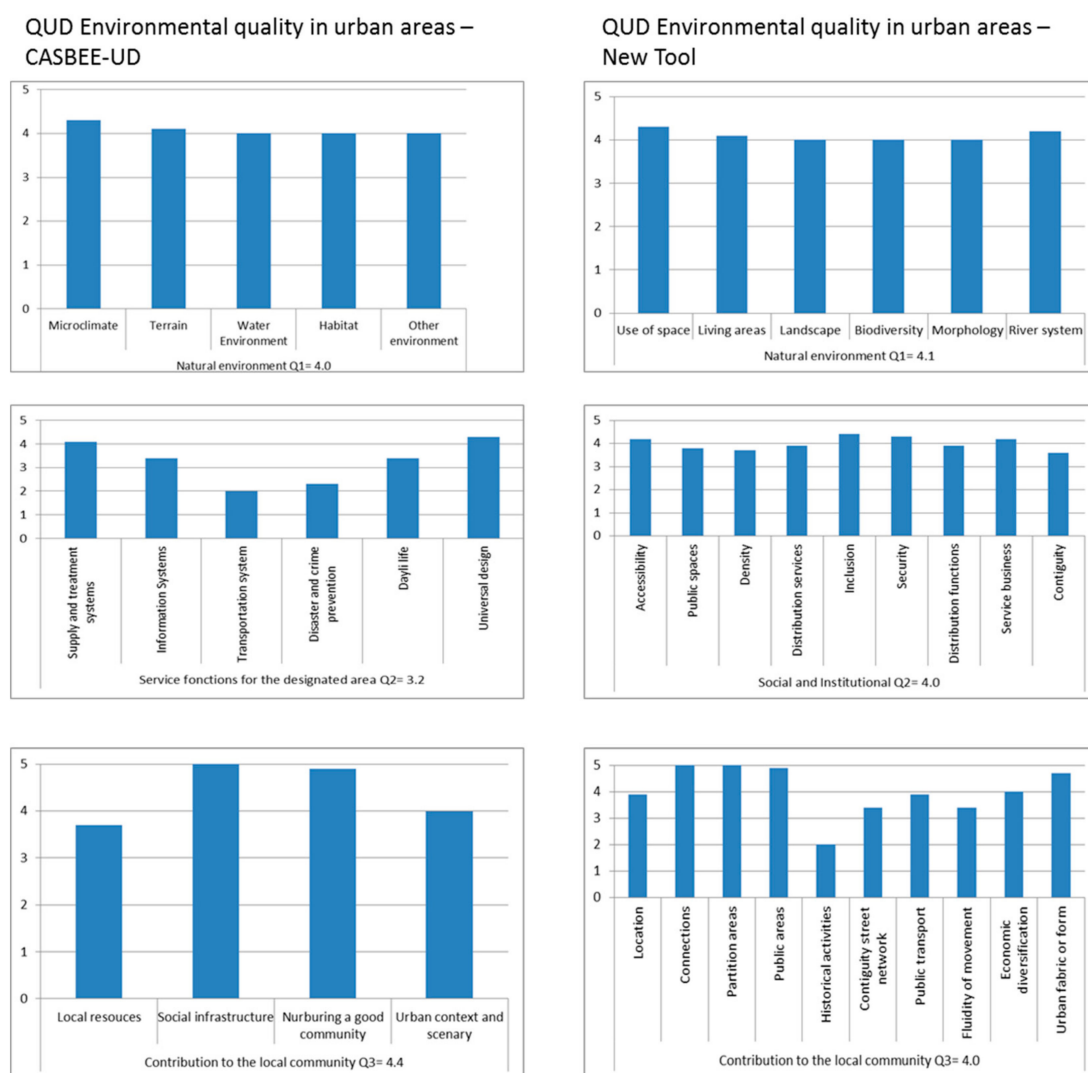 QUD Environmental quality in urban areas –
CASBEE-UD
5
4
3
2
1
0
Microclimate
Terrain
Water
Environment
Habitat
Other
environment
Natural environment Q1= 4.0
5
4
3
2
1
0
Supply and treatment
systems
Information Systems
Transportation system
Disaster and crime
prevention
Dayli life
Universal design
Service fonctions for the designated area Q2= 3.2
5
4
3
2
1
0
Local resouces
Social infrastructure
Nurburing a good
community
Urban context and
scenary
Contribution to the local community Q3= 4.4
QUD Environmental quality in urban areas –
New Tool
5
4
3
2
1
0
Use of space
Living areas
Landscape
Biodiversity
Morphology
River system
Natural environment Q1= 4.1
5
4
3
2
1
0
Accessibility
Public spaces
Density
Distribution services
Inclusion
Security
Distribution functions
Service business
Contiguity
Social and Institutional Q2= 4.0
5
4
3
2
1
0
Location
Connections
Partition areas
Public areas
Historical activities
Contiguity street
network
Public transport
Fluidity of movement
Economic
diversification
Urban fabric or form
Contribution to the local community Q3= 4.0